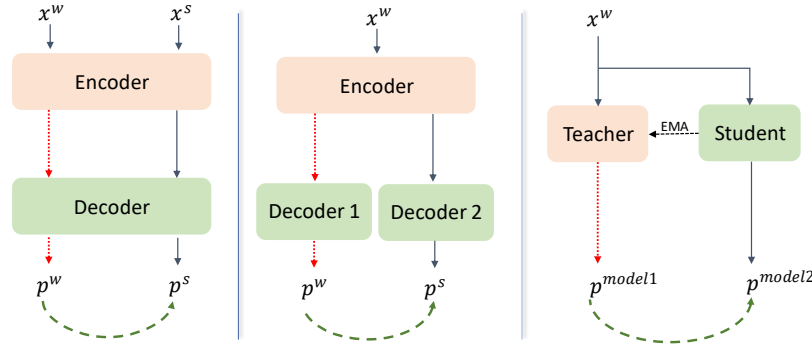 x^w x^s
Encoder
Decoder
p^w p^s
x^w
Encoder
Decoder 1 Decoder 2
p^w p^s
x^w
Teacher EMA Student
p^model1 p^model2